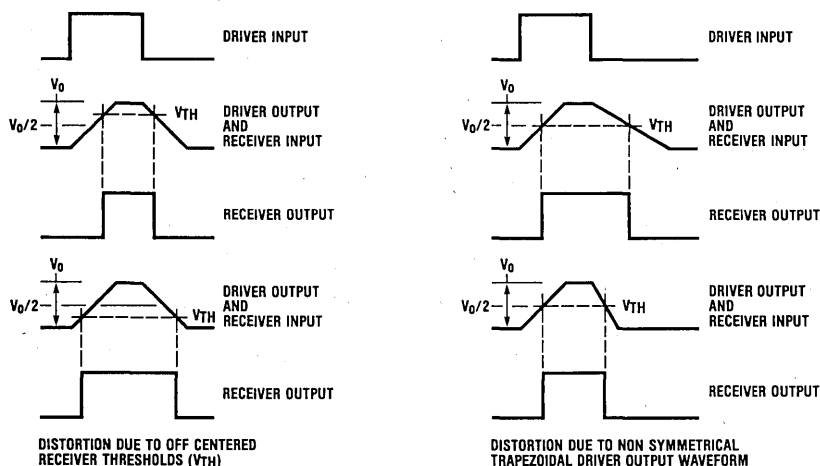 DRIVER INPUT
V₀
V₀/2
VTH
DRIVER OUTPUT
AND
RECEIVER INPUT
RECEIVER OUTPUT
V₀
V₀/2
VTH
DRIVER OUTPUT
AND
RECEIVER INPUT
RECEIVER OUTPUT
DISTORTION DUE TO OFF CENTERED
RECEIVER THRESHOLDS (VTH)
DRIVER INPUT
V₀
V₀/2
VTH
DRIVER OUTPUT
AND
RECEIVER INPUT
RECEIVER OUTPUT
V₀
V₀/2
VTH
DRIVER OUTPUT
AND
RECEIVER INPUT
RECEIVER OUTPUT
DISTORTION DUE TO NON SYMMETRICAL
TRAPEZOIDAL DRIVER OUTPUT WAVEFORM